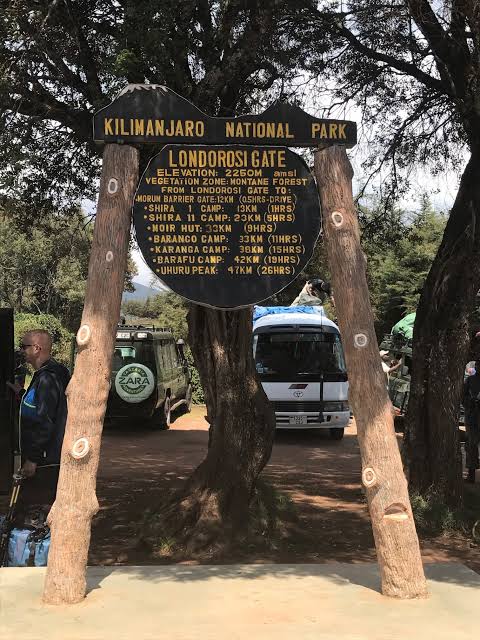 KILIMANJARO NATIONAL PARK
LONDOROSI GATE
ELEVATION: 2250M amsl
VEGETATION ZONE: MONTANE FOREST
FROM LONDOROSI GATE TO:
•MORUM BARRIER GATE:12KM (0.5HRS-DRIVE)
•SHIRA 1 CAMP: 13KM (1HRS)
•SHIRA 11 CAMP: 23KM (5HRS)
•MOIR HUT: 33KM (9HRS)
•BARANCO CAMP: 33KM (11HRS)
•KARANGA CAMP: 36KM (15HRS)
•BARAFU CAMP: 42KM (19HRS)
•UHURU PEAK: 47KM (26HRS)
ZARA